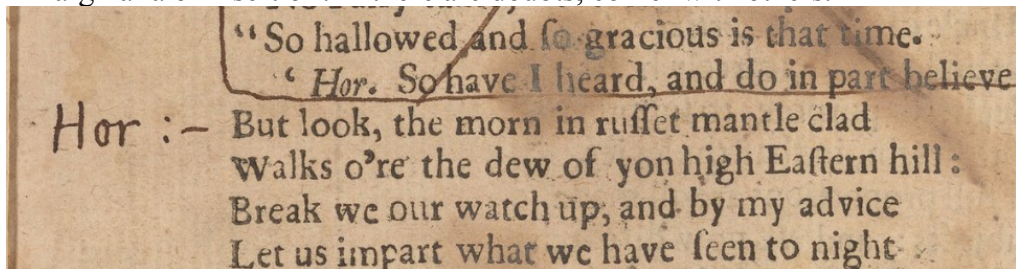 “So hallowed and ſo gracious is that time.
‘ Hor. So have I heard, and do in part believe
Hor :- But look, the morn in ruſſet mantle clad
Walks o’re the dew of yon high Eaſtern hill :
Break we our watch up, and by my advice
Let us impart what we have ſeen to night